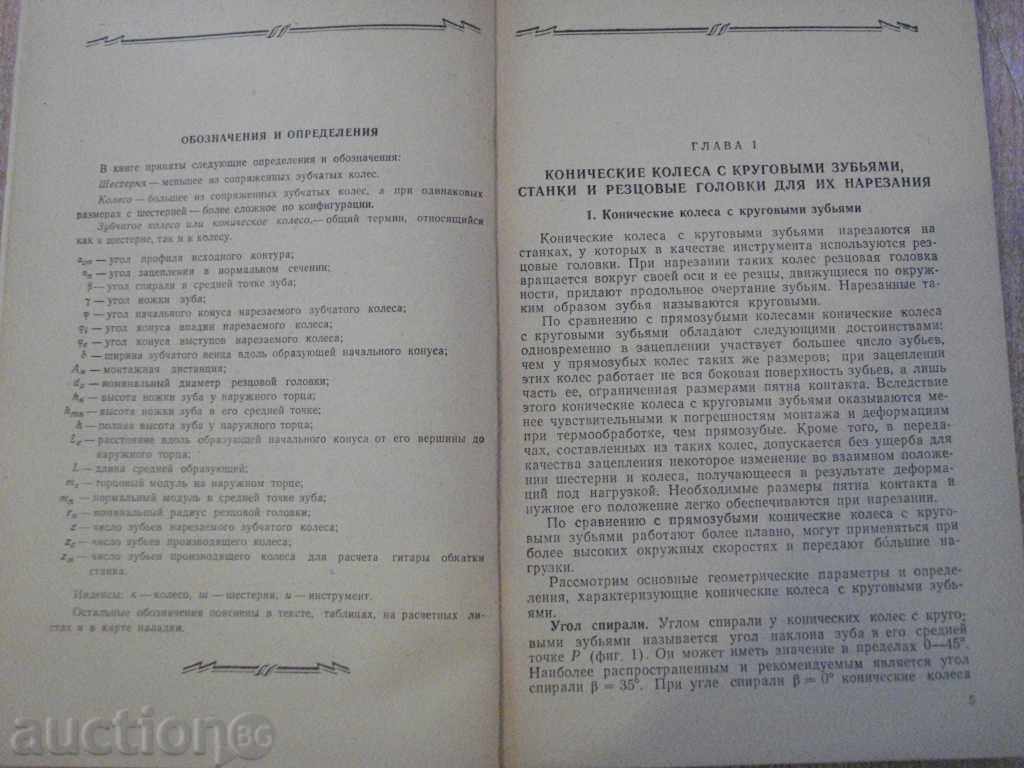 ОБОЗНАЧЕНИЯ И ОПРЕДЕЛЕНИЯ
В книге приняты следующие определения и обозначения:
Шестерня — меньшее из сопряженных зубчатых колес.
Колесо — большее из сопряженных зубчатых колес, а при одинаковых
размерах с шестерней — более сложное по конфигурации.
Зубчатое колесо или коническое колесо, — общий термин, относящийся
как к шестерне, так и к колесу.
— угол профиля исходного контура;
— угол зацепления в нормальном сечении;
β — угол спирали в средней точке зуба;
γ — угол ножки зуба;
φ — угол начального конуса нарезаемого зубчатого колеса;
φi — угол конуса впадин нарезаемого колеса;
φe — угол конуса выступов нарезаемого колеса;
b — ширина зубчатого венца вдоль образующей начального конуса;
Aм — монтажная дистанция;
— номинальный диаметр резцовой головки;
— высота ножки зуба у наружного торца;
— высота ножки зуба в его средней точке;
h — полная высота зуба у наружного торца;
Le — расстояние вдоль образующей начального конуса от его вершины до
наружного торца;
L — длина средней образующей;
ms — торцовый модуль на наружном торце;
mn — нормальный модуль в средней точке зуба;
— номинальный радиус резцовой головки;
z — число зубьев нарезаемого зубчатого колеса;
zc — число зубьев производящего колеса;
— число зубьев производящего колеса для расчета гитары обкатки
станка.
Индексы: к — колесо, ш — шестерня, и — инструмент.
Остальные обозначения пояснены в тексте, таблицах, на расчетных ли-
стах и в карте наладки.
ГЛАВА I
КОНИЧЕСКИЕ КОЛЕСА С КРУГОВЫМИ ЗУБЬЯМИ,
СТАНКИ И РЕЗЦОВЫЕ ГОЛОВКИ ДЛЯ ИХ НАРЕЗАНИЯ
1. Конические колеса с круговыми зубьями
Конические колеса с круговыми зубьями нарезаются на
станках, у которых в качестве инструмента используются рез-
цовые головки. При нарезании таких колес резцовая головка
вращается вокруг своей оси и ее резцы, движущиеся по окруж-
ности, придают продольное очертание зубьям. Нарезанные та-
ким образом зубья называются круговыми.
По сравнению с прямозубыми колесами конические колеса
с круговыми зубьями обладают следующими достоинствами:
одновременно в зацеплении участвует большее число зубьев,
чем у прямозубых колес таких же размеров; при зацеплении
этих колес работает не вся боковая поверхность зубьев, а лишь
часть ее, ограниченная размерами пятна контакта. Вследствие
этого конические колеса с круговыми зубьями оказываются ме-
нее чувствительными к погрешностям монтажа и деформациям
при термообработке, чем прямозубые. Кроме того, в переда-
чах, составленных из таких колес, допускается без ущерба для
качества зацепления некоторое изменение во взаимном положе-
нии шестерни и колеса, получающееся в результате деформа-
ций под нагрузкой. Необходимые размеры пятна контакта и
нужное его положение легко обеспечиваются при нарезании.
По сравнению с прямозубыми конические колеса с круго-
выми зубьями работают более плавно, могут применяться при
более высоких окружных скоростях и передают бо́льшие на-
грузки.
Рассмотрим основные геометрические параметры и опреде-
ления, характеризующие конические колеса с круговыми зубь-
ями.
Угол спирали. Углом спирали у конических колес с круго-
выми зубьями называется угол наклона зуба в его средней
точке P (фиг. 1). Он может иметь значение в пределах 0—45°.
Наиболее распространенным и рекомендуемым является угол
спирали β = 35°. При угле спирали β = 0° конические колеса
5
auction BG